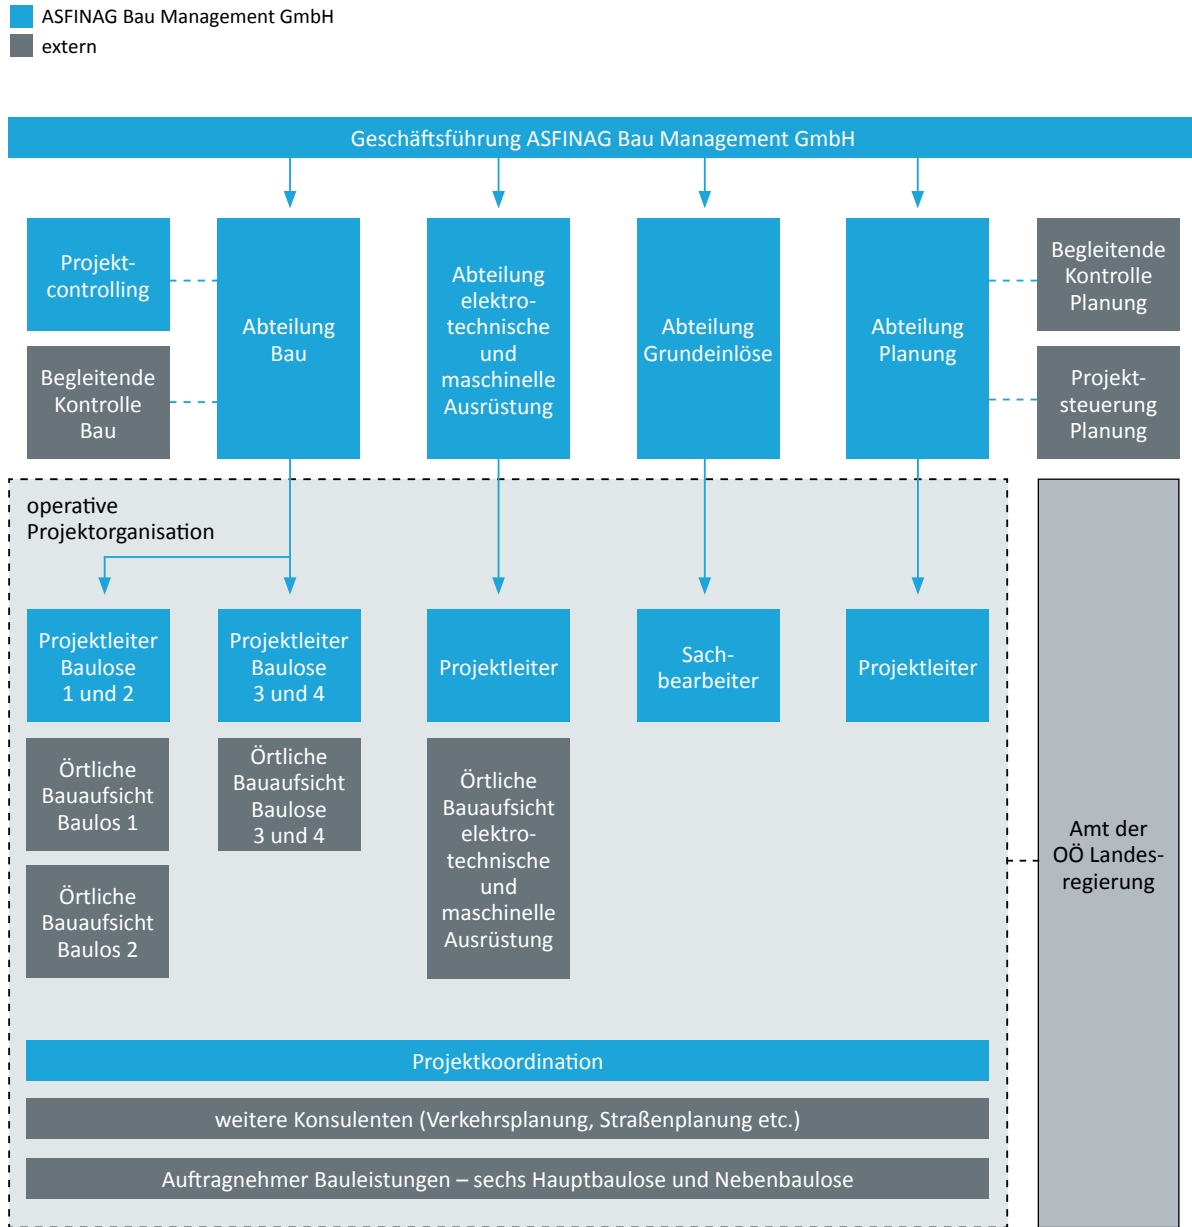 ASFINAG Bau Management GmbH
extern
Geschäftsführung ASFINAG Bau Management GmbH
Projekt-
controlling
Begleitende
Kontrolle
Bau
Abteilung
Bau
Abteilung
elektro-
technische
und
maschinelle
Ausrüstung
Abteilung
Grundeinlöse
Abteilung
Planung
Begleitende
Kontrolle
Planung
Projekt-
steuerung
Planung
operative
Projektorganisation
Projektleiter
Baulose
1 und 2
Projektleiter
Baulose
3 und 4
Projektleiter
Sach-
bearbeiter
Projektleiter
Örtliche
Bauaufsicht
Baulos 1
Örtliche
Bauaufsicht
Baulos 2
Örtliche
Bauaufsicht
Baulose
3 und 4
Örtliche
Bauaufsicht
elektro-
technische
und
maschinelle
Ausrüstung
Amt der
OÖ Landes-
regierung
Projektkoordination
weitere Konsulenten (Verkehrsplanung, Straßenplanung etc.)
Auftragnehmer Bauleistungen – sechs Hauptbaulose und Nebenbaulose